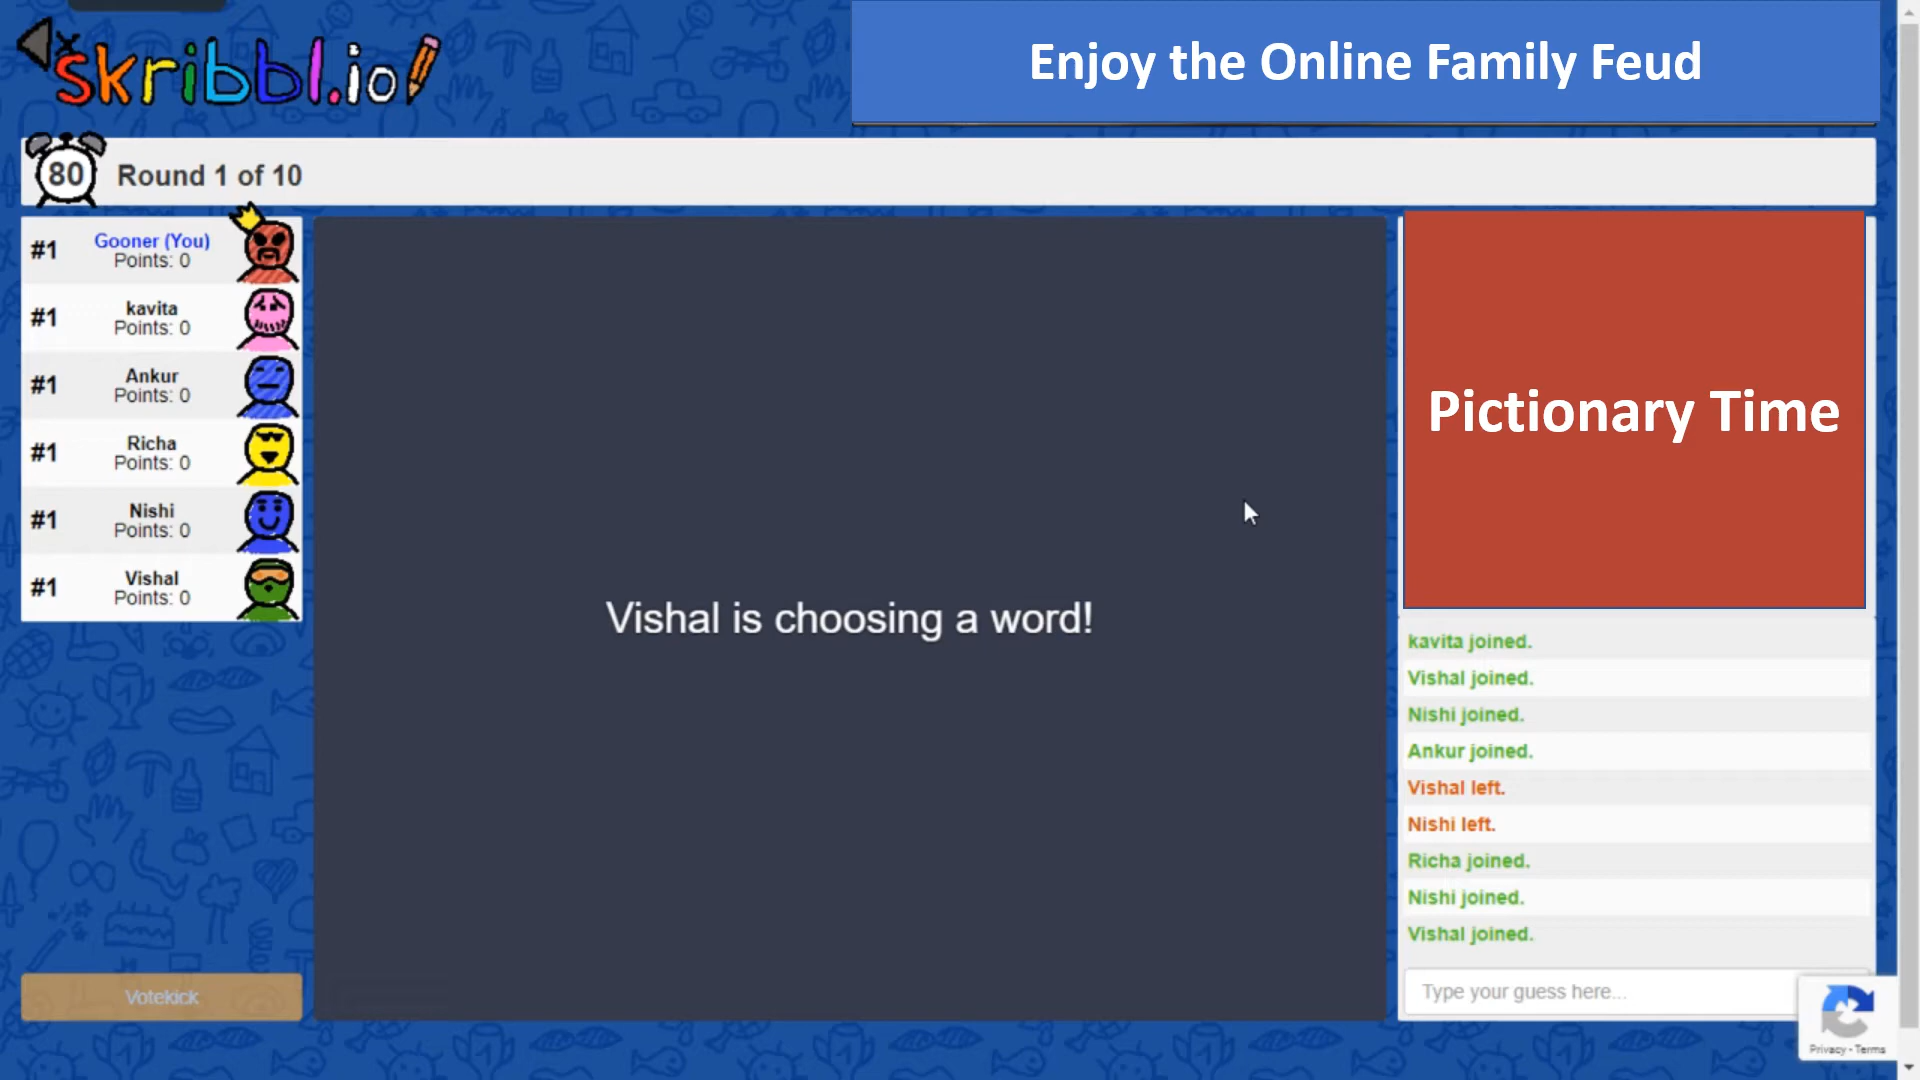 skribbl.io
Enjoy the Online Family Feud
80
Round 1 of 10
#1
Gooner (You)
Points: 0
#1
kavita
Points: 0
#1
Ankur
Points: 0
#1
Richa
Points: 0
#1
Nishi
Points: 0
#1
Vishal
Points: 0
Votekick
Vishal is choosing a word!
Pictionary Time
kavita joined.
Vishal joined.
Nishi joined.
Ankur joined.
Vishal left.
Nishi left.
Richa joined.
Nishi joined.
Vishal joined.
Type your guess here...
Privacy - Terms